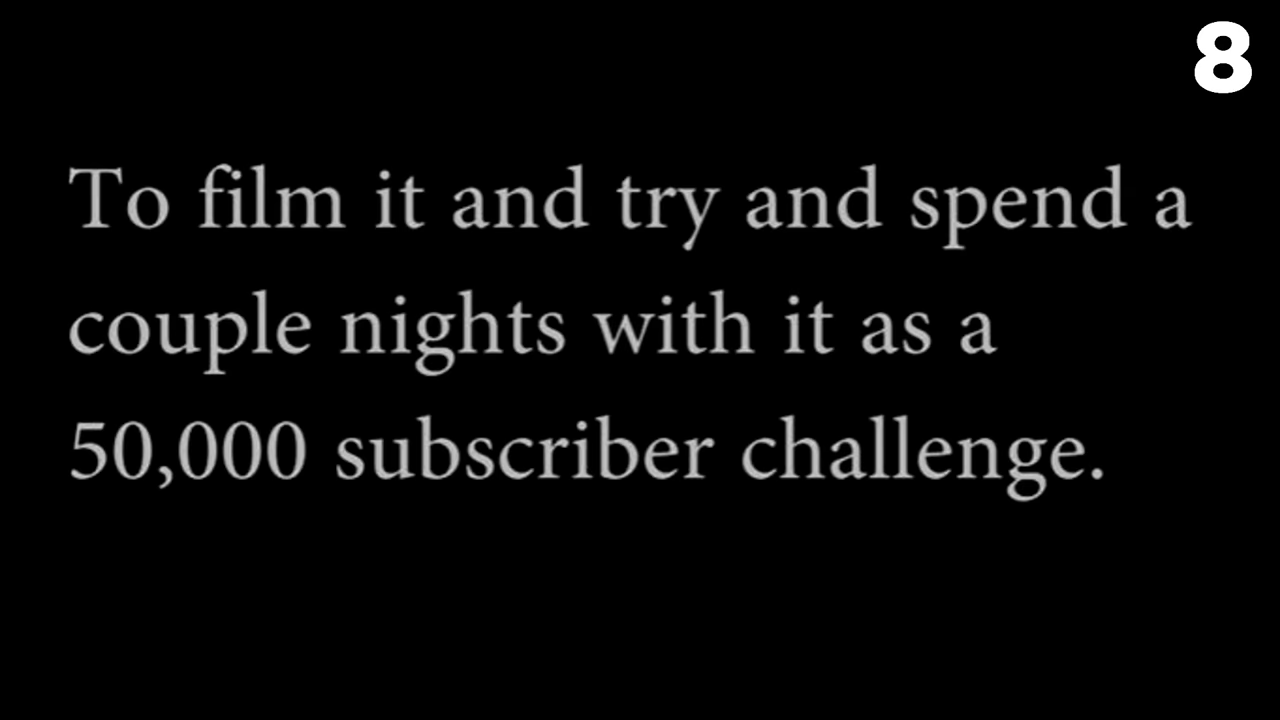 8
To film it and try and spend a
couple nights with it as a
50,000 subscriber challenge.